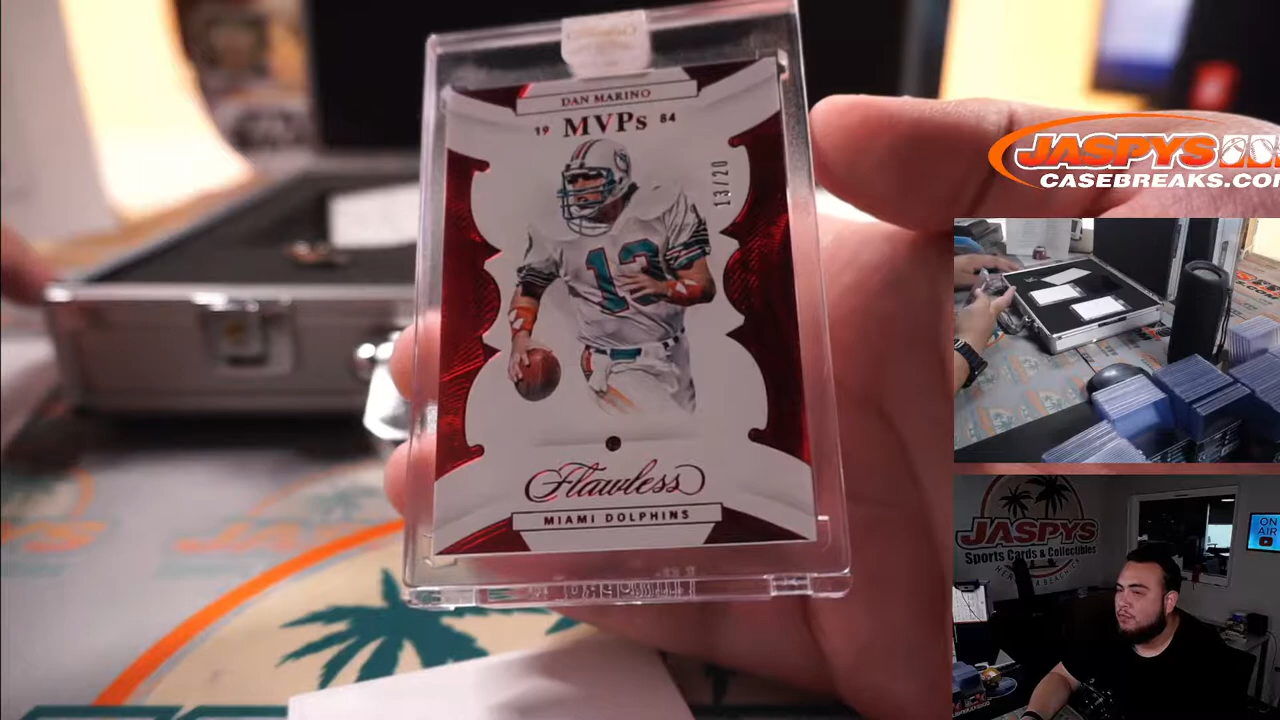 DAN MARINO
19 MVPs 84
13/20
13
Flawless
MIAMI DOLPHINS
JASPYS
CASEBREAKS.COM
JASPYS
Sports Cards & Collectibles
ON
AIR